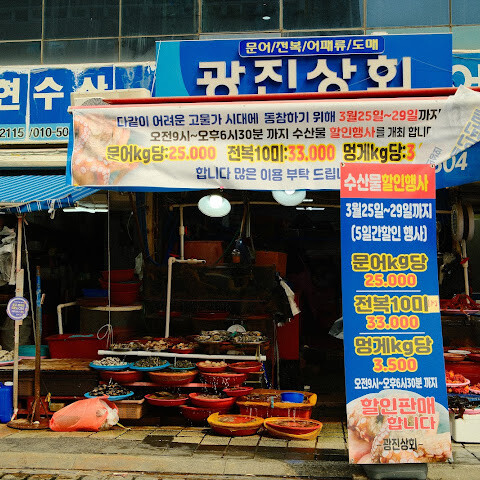 문어/전복/어패류/도매
광진상회
현수산
2115 /010-50
다같이 어려운 고물가 시대에 동참하기 위해 3월25일~29일까
오전9시~오후6시30분 까지 수산물 할인행사를 개최 합니다
문어kg당:25.000 전복10미:33.000 멍게kg당:3
합니다 많은 이용 부탁 드립니
004
수산물할인행사
3월25일~29일까지
(5일간할인 행사)
문어kg당
25.000
전복10미
33.000
멍게kg당
3.500
오전9시~오후6시30분 까지
할인판매
합니다
-광진상회-